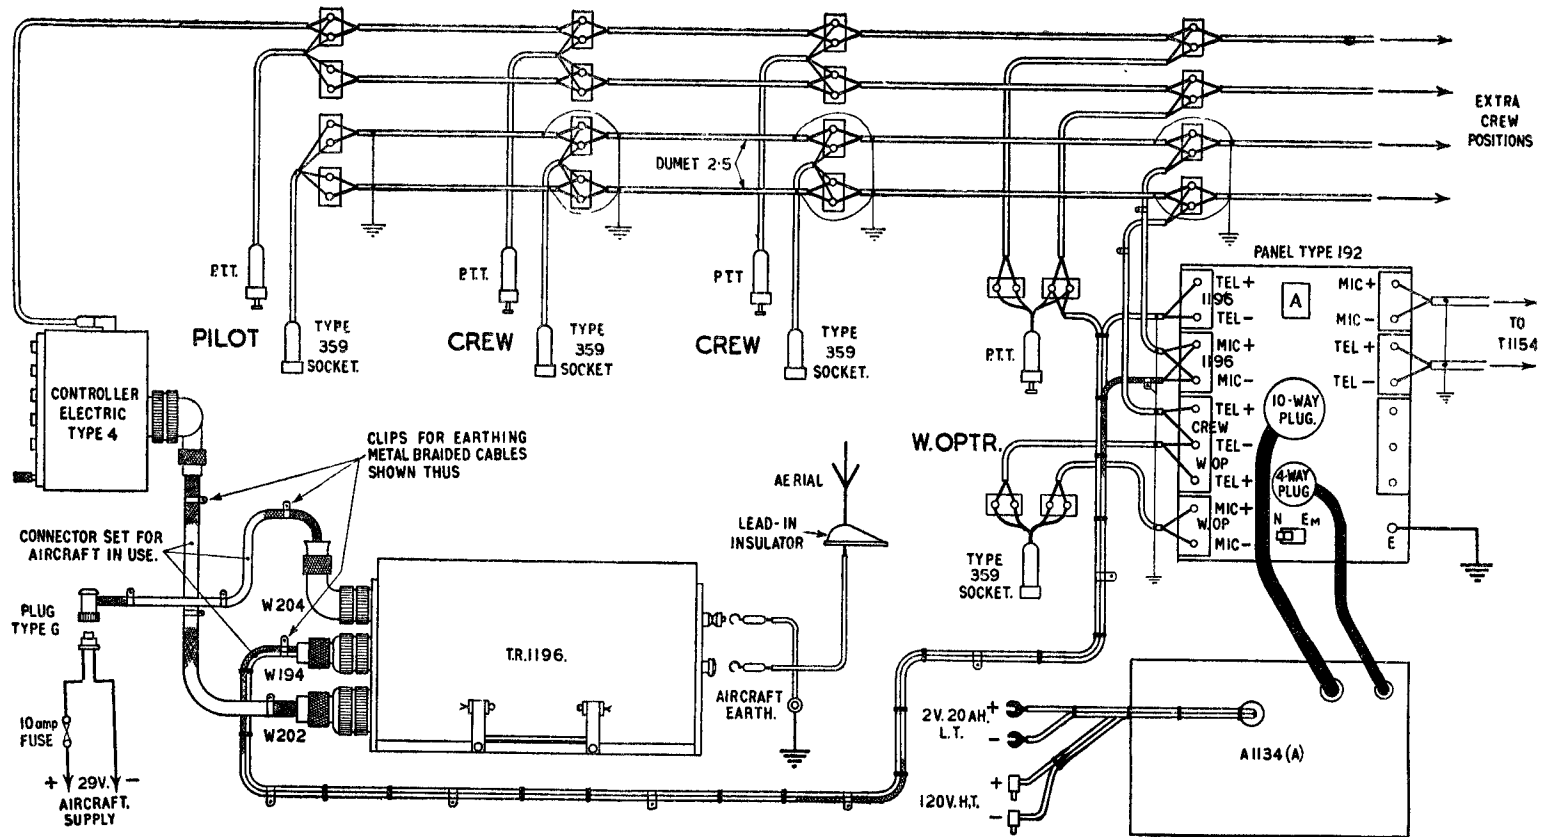 EXTRA
CREW
POSITIONS
DUMET 2·5
P.T.T.
P.T.T.
P.T.T
PILOT
TYPE
359
SOCKET.
CREW
TYPE
359
SOCKET
CREW
TYPE
359
SOCKET.
P.T.T.
PANEL TYPE 192
A
TEL +
1196
TEL-
MIC +
1196
MIC-
TEL +
CREW
TEL-
W.OP
TEL+
MIC+
W.OP
MIC-
MIC+
MIC-
TEL +
TEL -
TO
T1154
10-WAY
PLUG.
4-WAY
PLUG
N
EM
E
CONTROLLER
ELECTRIC
TYPE 4
CLIPS FOR EARTHING
METAL BRAIDED CABLES
SHOWN THUS
W.OPTR.
AERIAL
LEAD-IN
INSULATOR
TYPE
359
SOCKET.
CONNECTOR SET FOR
AIRCRAFT IN USE.
PLUG
TYPE G
W204
W194
W202
T.R.1196.
AIRCRAFT
EARTH.
10 amp
FUSE
+ 29V. -
AIRCRAFT.
SUPPLY
2V. 20 AH.
L.T.
+
-
120V.H.T.
+
-
A1134 (A)